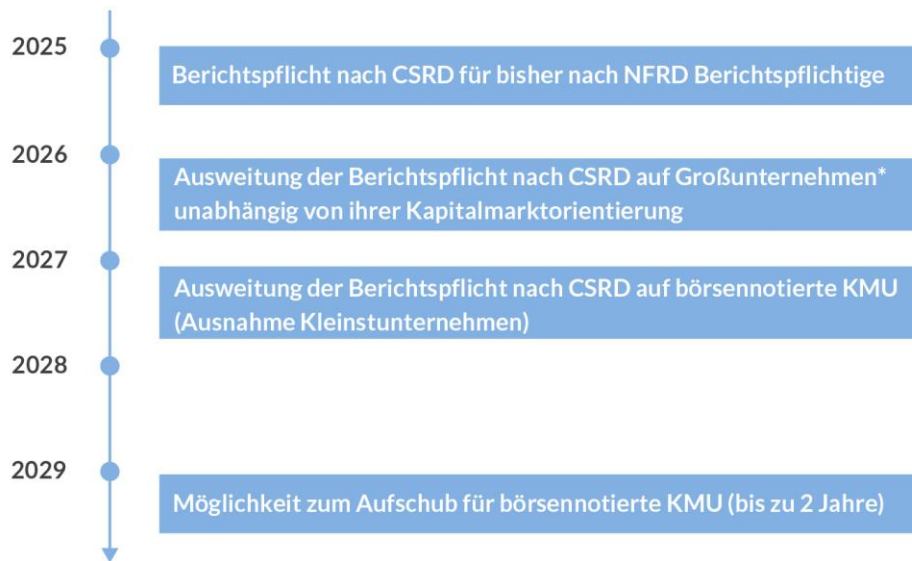 2025
Berichtspflicht nach CSRD für bisher nach NFRD Berichtspflichtige
2026
Ausweitung der Berichtspflicht nach CSRD auf Großunternehmen*
unabhängig von ihrer Kapitalmarktorientierung
2027
Ausweitung der Berichtspflicht nach CSRD auf börsennotierte KMU
(Ausnahme Kleinstunternehmen)
2028
2029
Möglichkeit zum Aufschub für börsennotierte KMU (bis zu 2 Jahre)